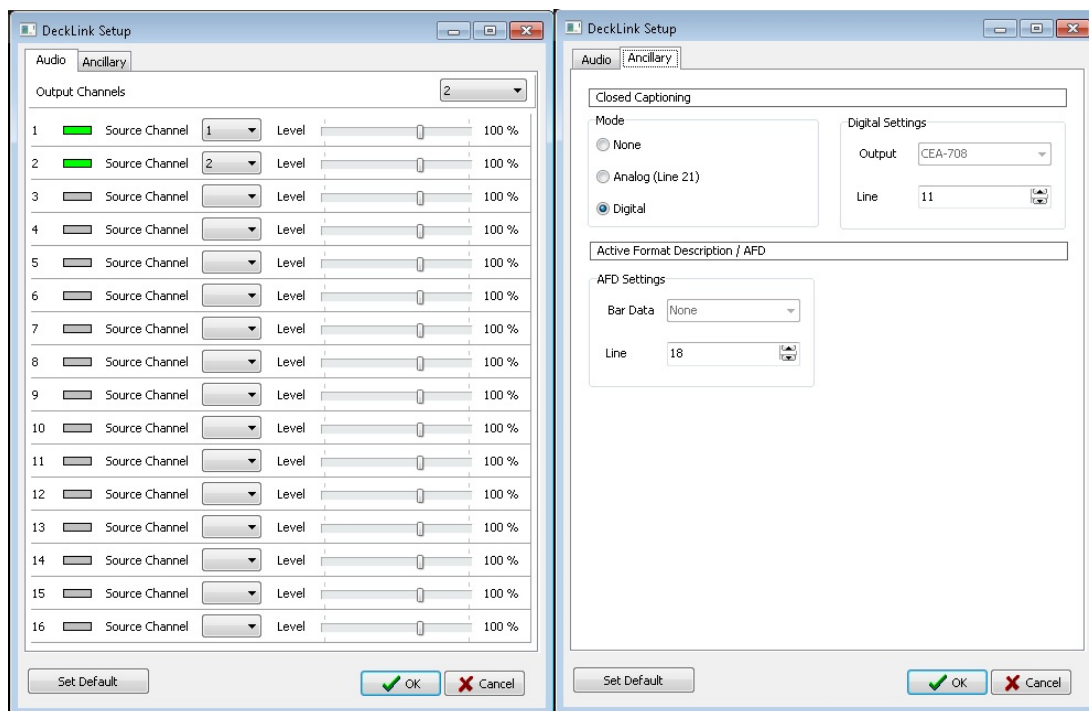 DeckLink Setup
Audio Ancillary
Output Channels 2
1 Source Channel 1 Level 100 %
2 Source Channel 2 Level 100 %
3 Source Channel Level 100 %
4 Source Channel Level 100 %
5 Source Channel Level 100 %
6 Source Channel Level 100 %
7 Source Channel Level 100 %
8 Source Channel Level 100 %
9 Source Channel Level 100 %
10 Source Channel Level 100 %
11 Source Channel Level 100 %
12 Source Channel Level 100 %
13 Source Channel Level 100 %
14 Source Channel Level 100 %
15 Source Channel Level 100 %
16 Source Channel Level 100 %
Set Default OK Cancel
DeckLink Setup
Audio Ancillary
Closed Captioning
Mode
None
Analog (Line 21)
Digital
Digital Settings
Output CEA-708
Line 11
Active Format Description / AFD
AFD Settings
Bar Data None
Line 18
Set Default OK Cancel